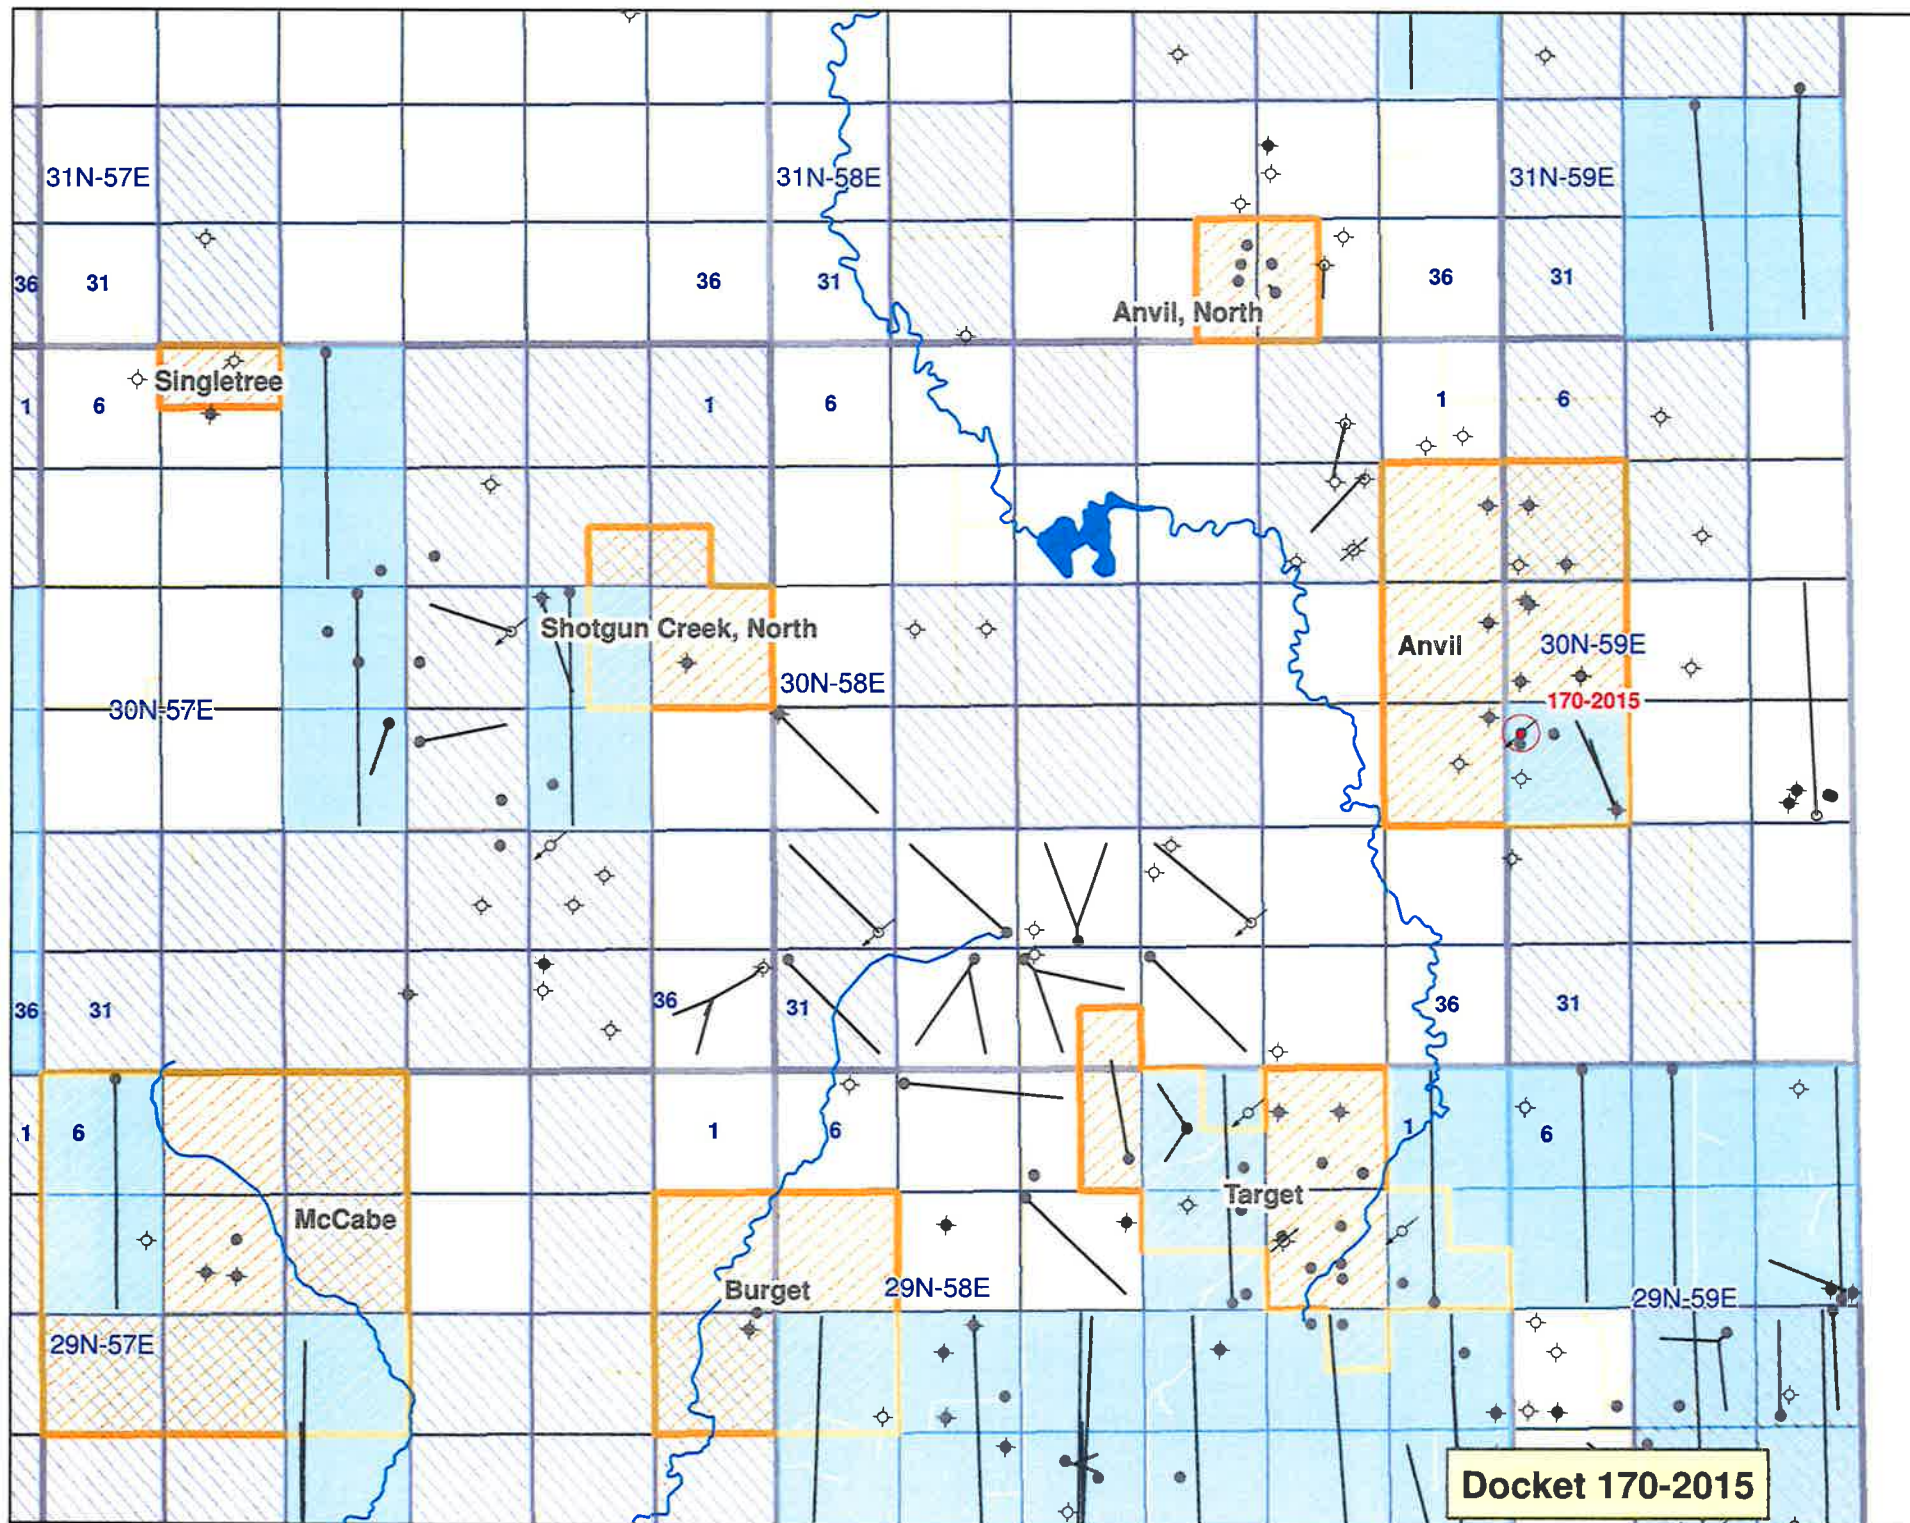 31N-57E
31N-58E
31N-59E
36
31
36
31
36
31
Anvil, North
Singletree
1
6
1
6
1
6
Shotgun Creek, North
Anvil
30N-59E
30N-58E
170-2015
30N-57E
36
31
36
31
36
31
1
6
1
6
1
6
Target
McCabe
Burget
29N-58E
29N-59E
29N-57E
Docket 170-2015